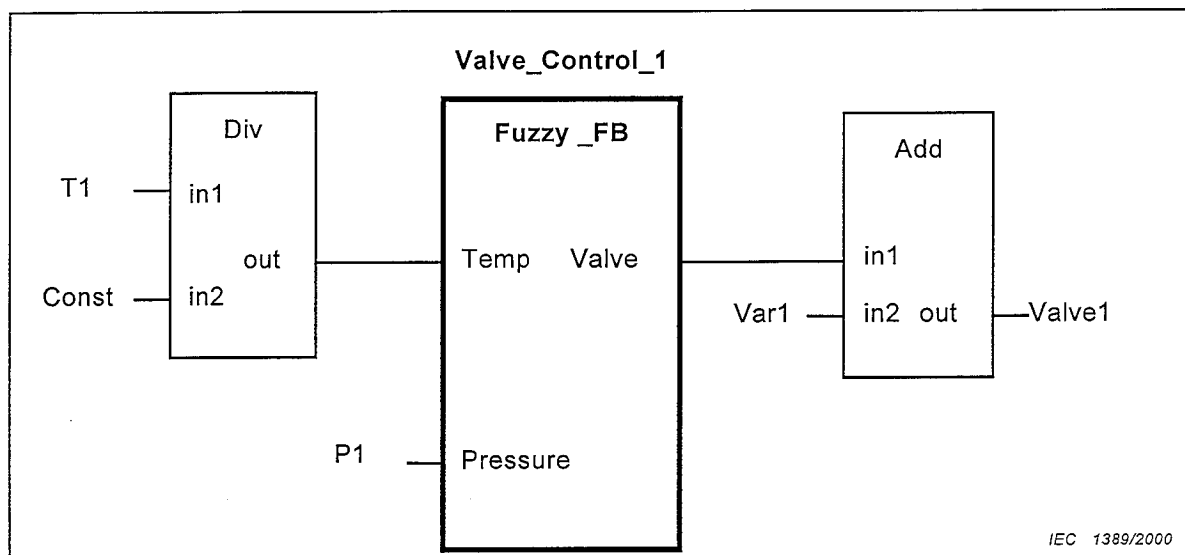 Valve_Control_1
Div
Fuzzy _FB
Add
T1
in1
out
Temp
Valve
in1
Const
in2
Var1
in2
out
Valve1
P1
Pressure
IEC 1389/2000